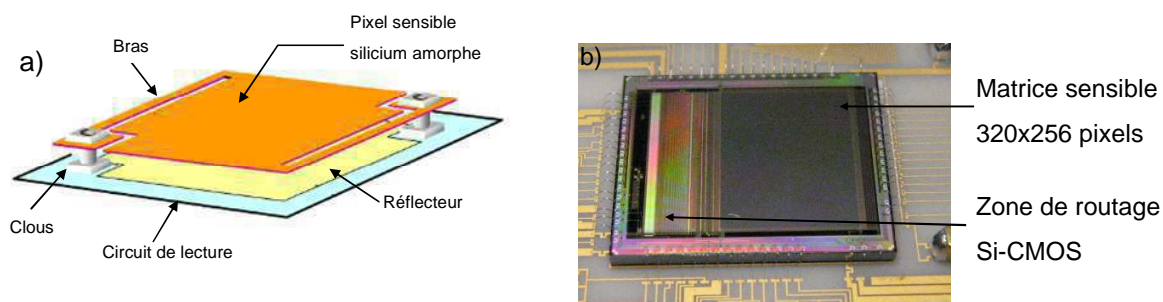 a)
Bras
Pixel sensible
silicium amorphe
Clous
Circuit de lecture
Réflecteur
b)
Matrice sensible
320x256 pixels
Zone de routage
Si-CMOS